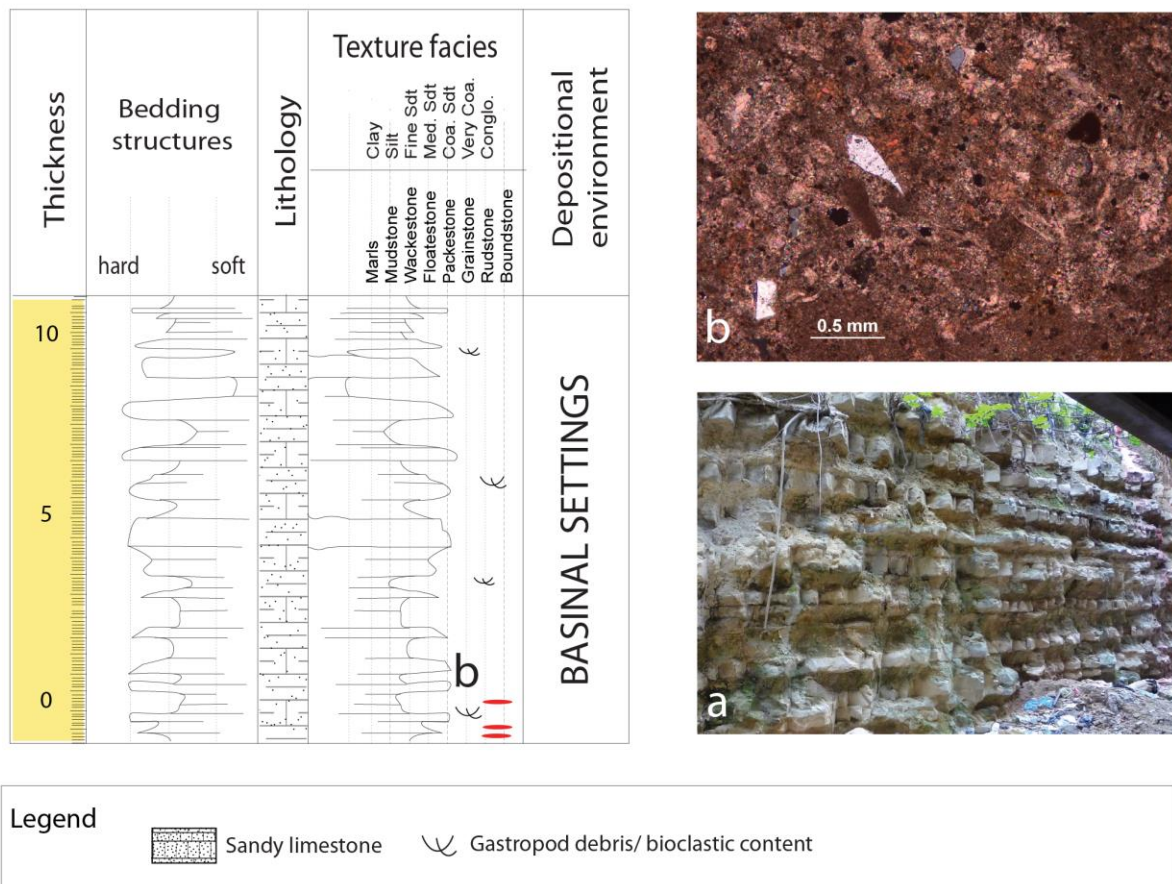 Thickness
Bedding
structures
hard
soft
Lithology
Texture facies
Clay
Silt
Fine Sdt
Med. Sdt
Coa. Sdt
Very Coa.
Conglo.
Marls
Mudstone
Wackestone
Floatestone
Packestone
Grainstone
Rudstone
Boundstone
Depositional
environment
10
5
0
b
BASINAL SETTINGS
b
0.5 mm
a
Legend
Sandy limestone
Gastropod debris/ bioclastic content